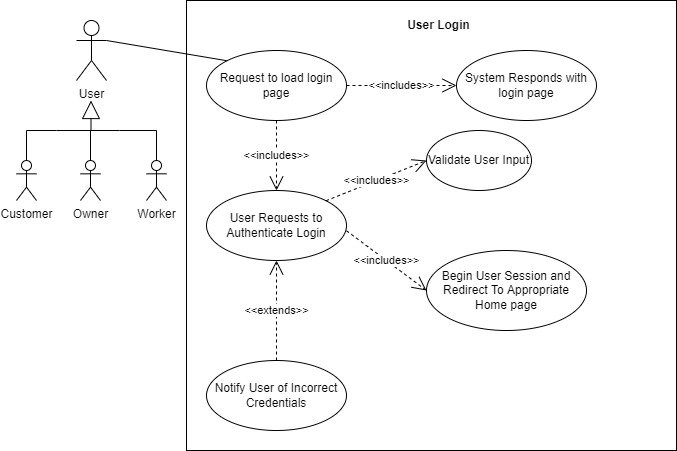 User Login
Request to load login
page
<<includes>>
System Responds with
login page
User
<<includes>>
Validate User Input
<<includes>>
Customer
Owner
Worker
User Requests to
Authenticate Login
<<includes>>
Begin User Session and
Redirect To Appropriate
Home page
<<extends>>
Notify User of Incorrect
Credentials